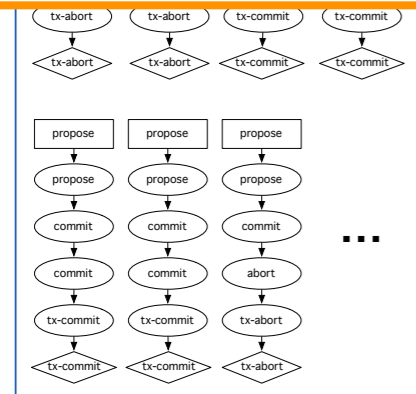 tx-abort tx-abort tx-commit tx-commit
tx-abort tx-abort tx-commit tx-commit
propose propose propose
propose propose propose
commit commit commit
...
commit commit abort
tx-commit tx-commit tx-abort
tx-commit tx-commit tx-abort